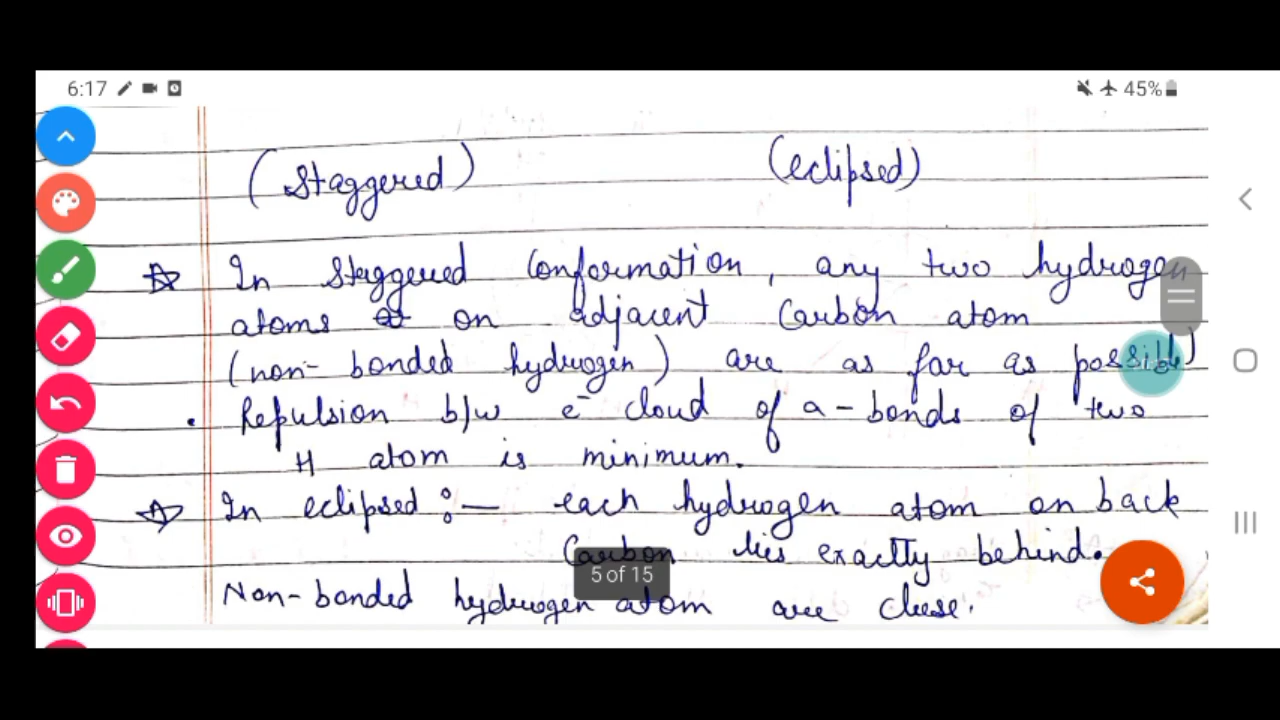 6:17 45%
(Staggered) (eclipsed)
In staggered Conformation, any two hydrogen
atoms on adjacent Carbon atom
(non-bonded hydrogen) are as far as possible
• Repulsion b/w e- cloud of a-bonds of two
H atom is minimum.
In eclipsed :— each hydrogen atom on back
Carbon lies exactly behind.
5 of 15
Non-bonded hydrogen atom are close.